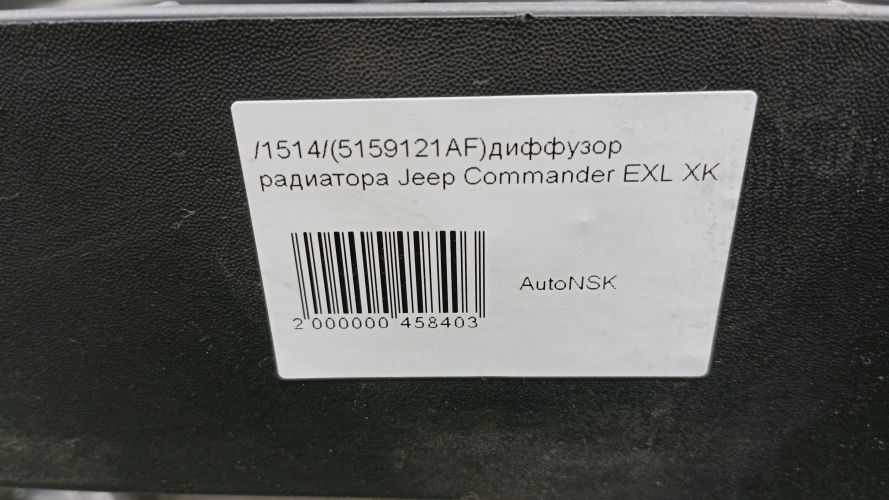 /1514/(5159121AF)диффузор
радиатора Jeep Commander EXL XK
AutoNSK
2 000000 458403